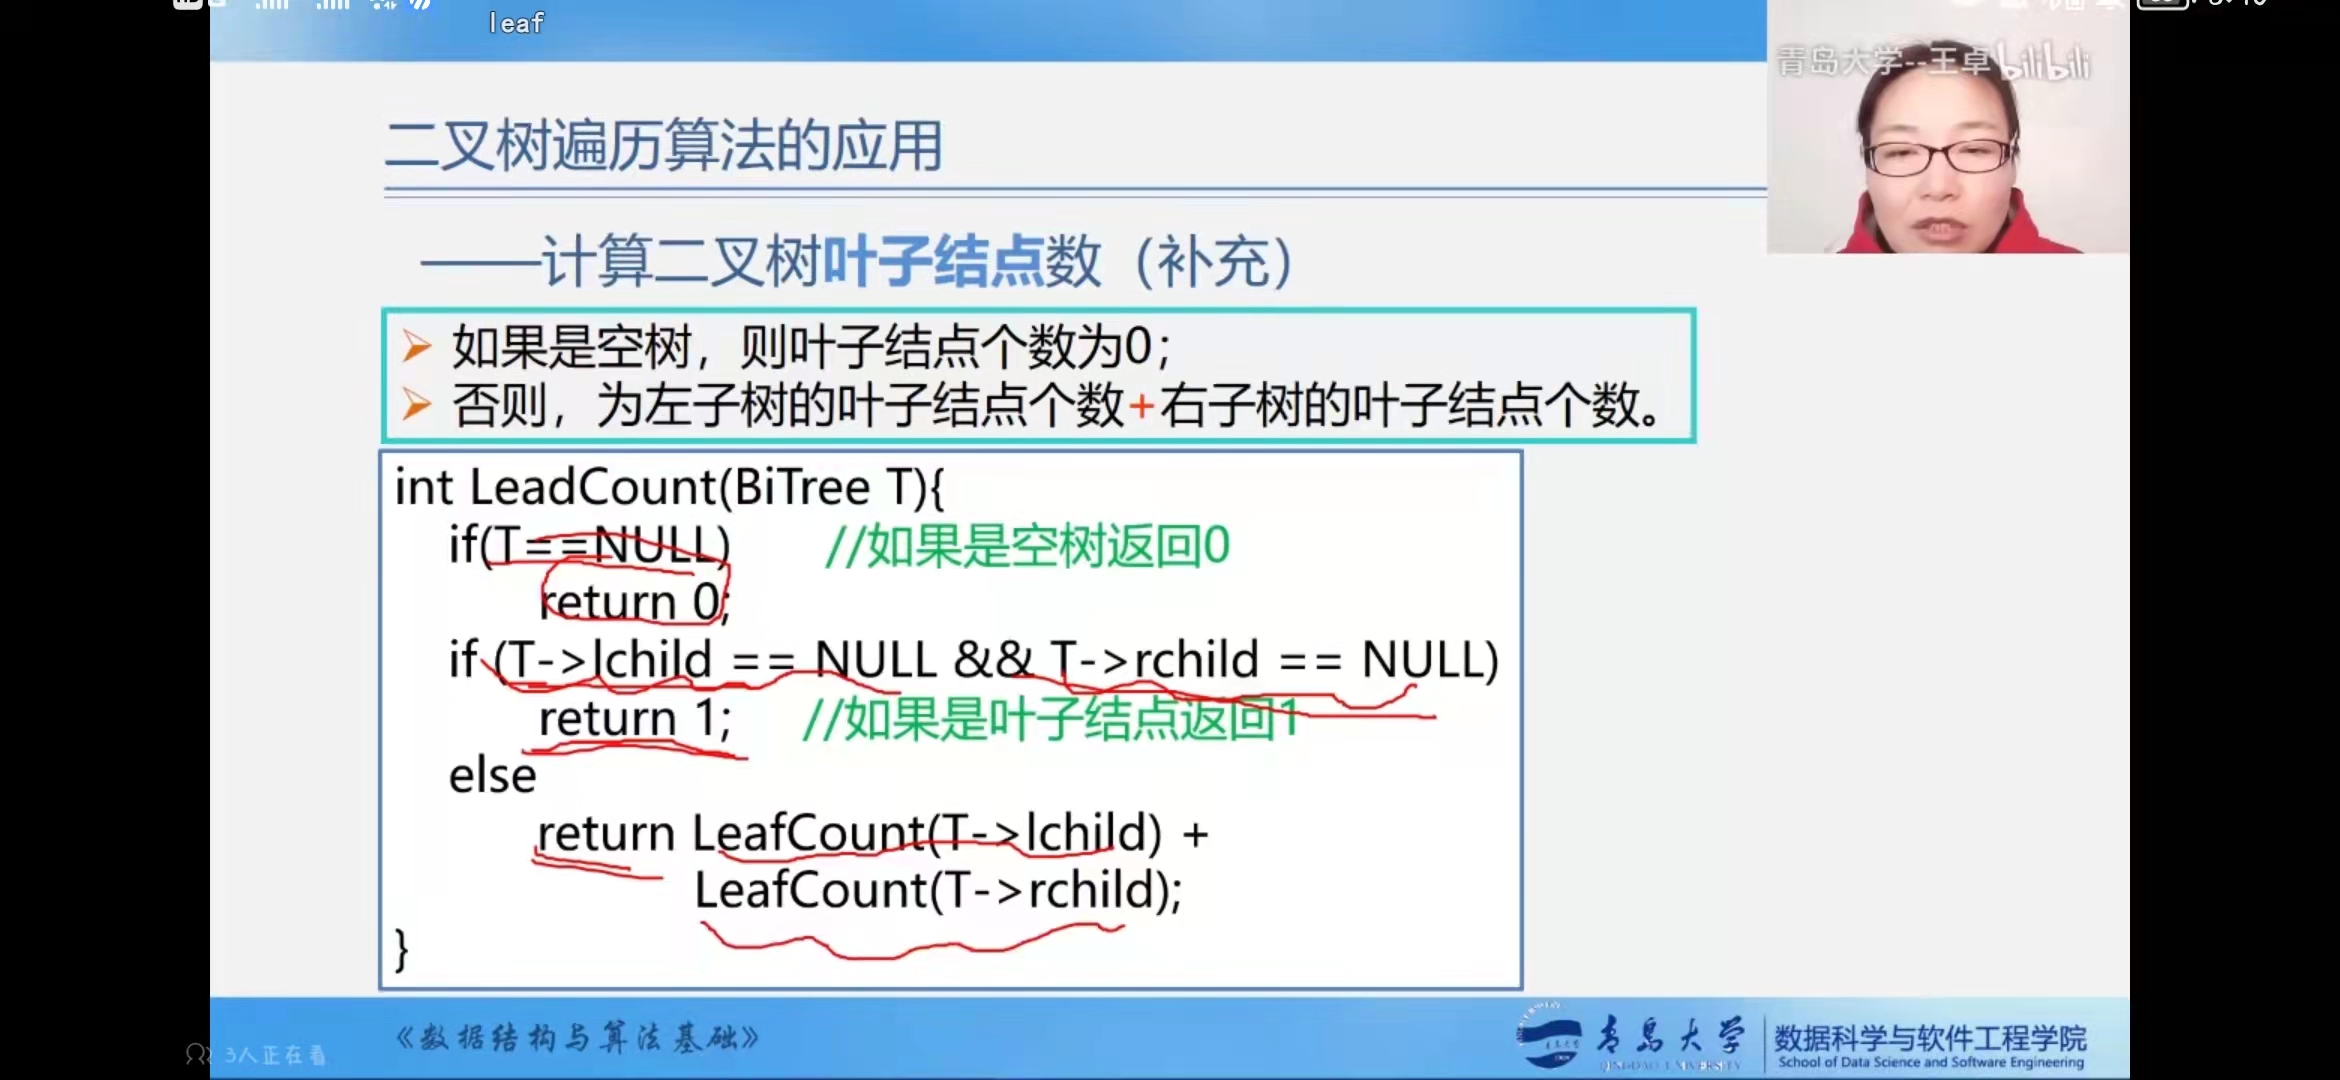 leaf
青岛大学--王卓 bilibili
二叉树遍历算法的应用
——计算二叉树叶子结点数（补充）
如果是空树，则叶子结点个数为0；
否则，为左子树的叶子结点个数+右子树的叶子结点个数。
int LeadCount(BiTree T){
if(T==NULL) //如果是空树返回0
return 0;
if (T->lchild == NULL && T->rchild == NULL)
return 1; //如果是叶子结点返回1
else
return LeafCount(T->lchild) +
LeafCount(T->rchild);
}
《数据结构与算法基础》
青岛大学
QINGDAO UNIVERSITY
数据科学与软件工程学院
School of Data Science and Software Engineering
3人正在看